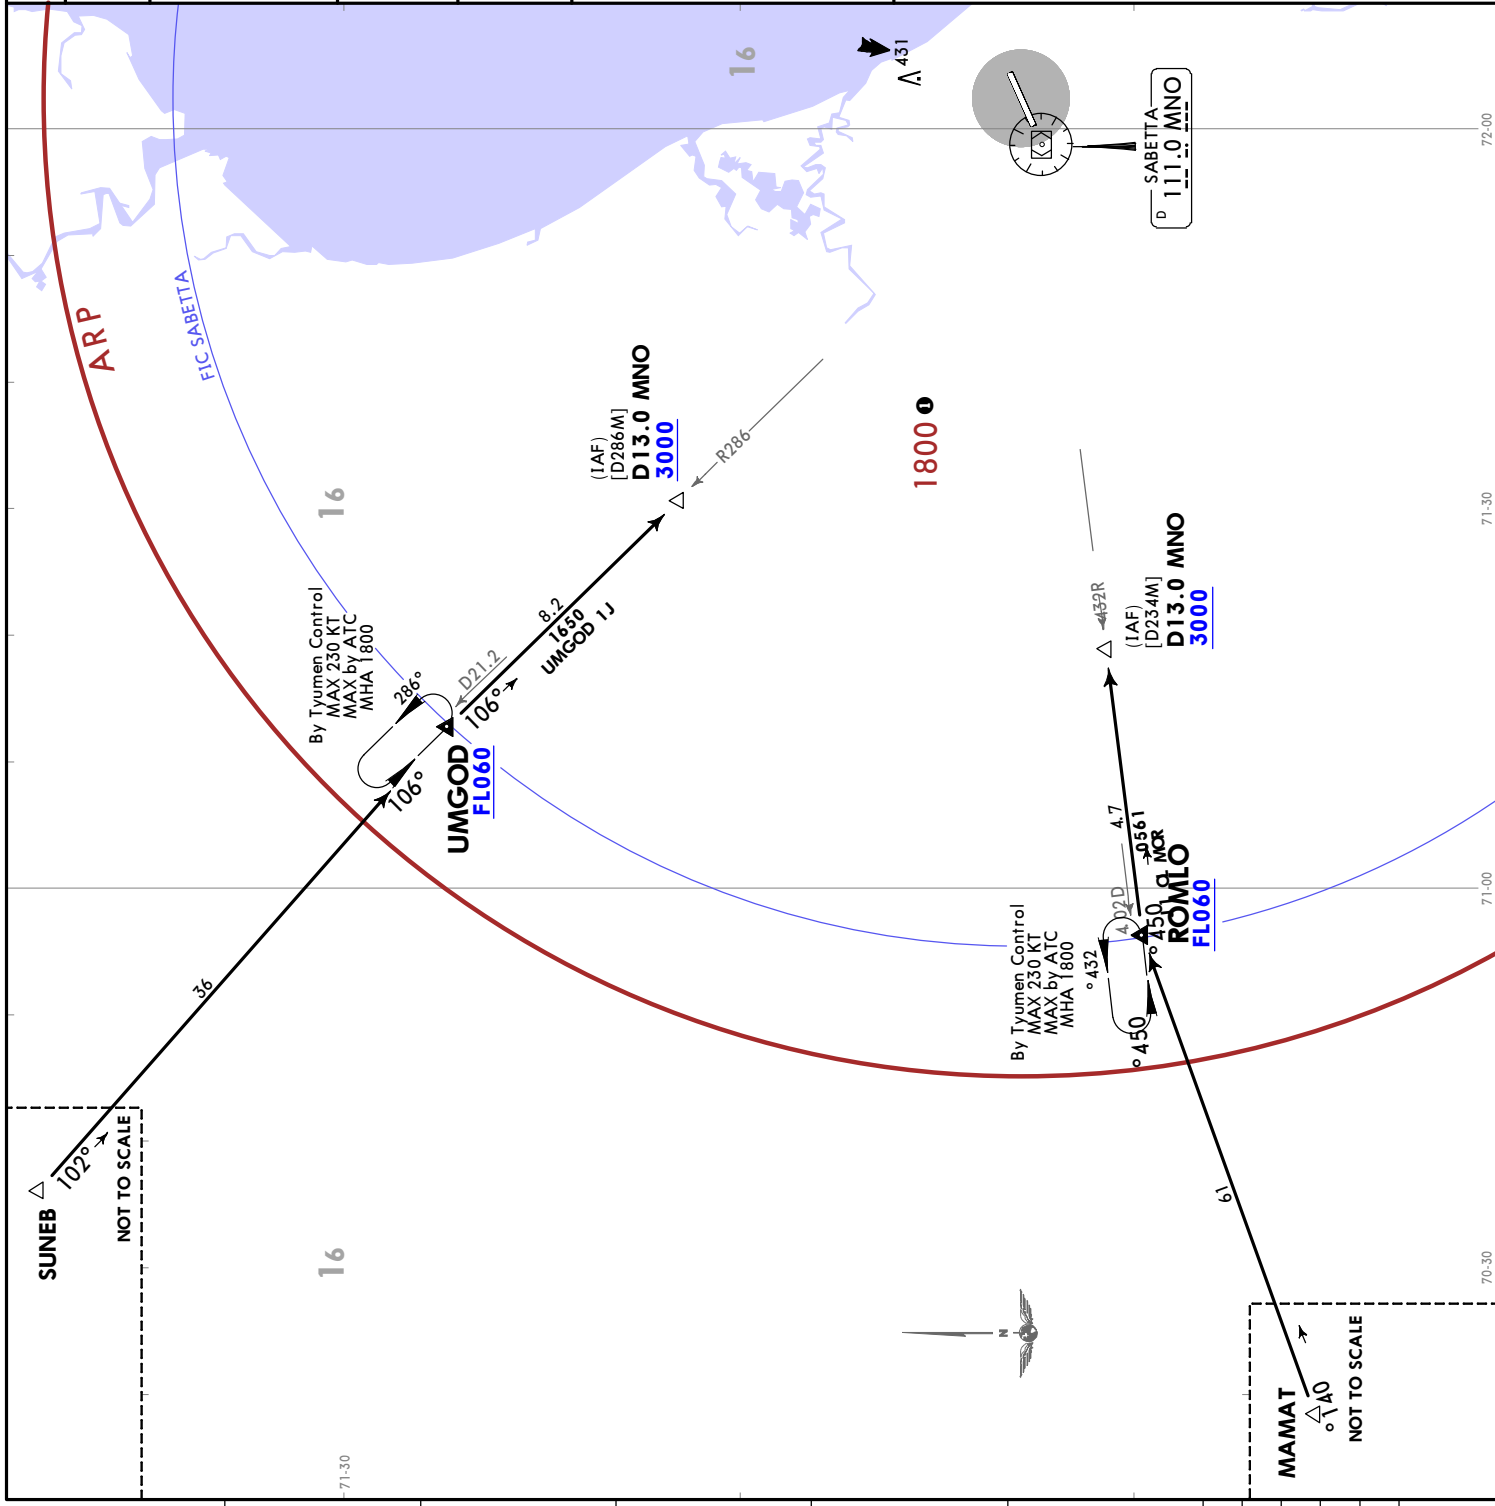 16
431
SABETTA
D 111.0 MNO
72-00
ARP
FIC SABETTA
(IAF)
[D286M]
D13.0 MNO
3000
R286
1800 1
16
71-30
By Tyumen Control
MAX 230 KT
MAX by ATC
MHA 1800
286°
D21.2
106°
8.2
1650
UMGOD 1J
106°
UMGOD
FL060
(IAF)
[D234M]
D13.0 MNO
3000
432R
4.7
0561
ROMLO
FL060
4.02D
°450
71-00
By Tyumen Control
MAX 230 KT
MAX by ATC
MHA 1800
°432
°450
36
102°
SUNEB
NOT TO SCALE
16
61
N
70-30
MAMAT
°140
NOT TO SCALE
71-30